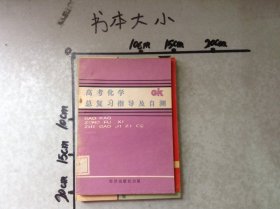 书本大小
10cm 15cm 20cm
10cm
15cm
20cm
高考化学
总复习指导及自测
GAO KAO
ZONG FU XI
ZHI DAO JI ZI CE